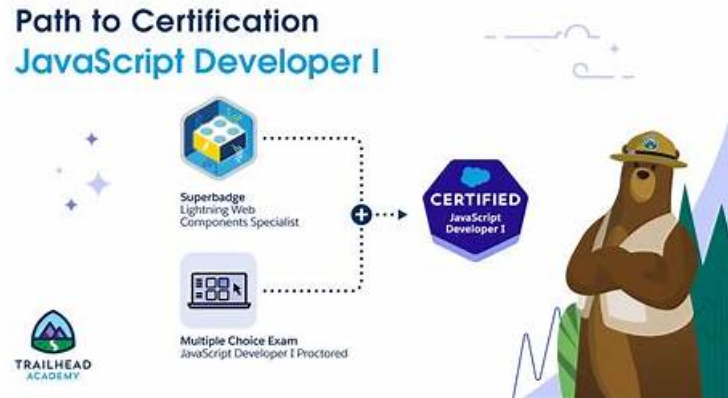 Path to Certification
JavaScript Developer I
Superbadge
Lightning Web
Components Specialist
CERTIFIED
JavaScript
Developer I
Multiple Choice Exam
JavaScript Developer I Proctored
TRAILHEAD
ACADEMY